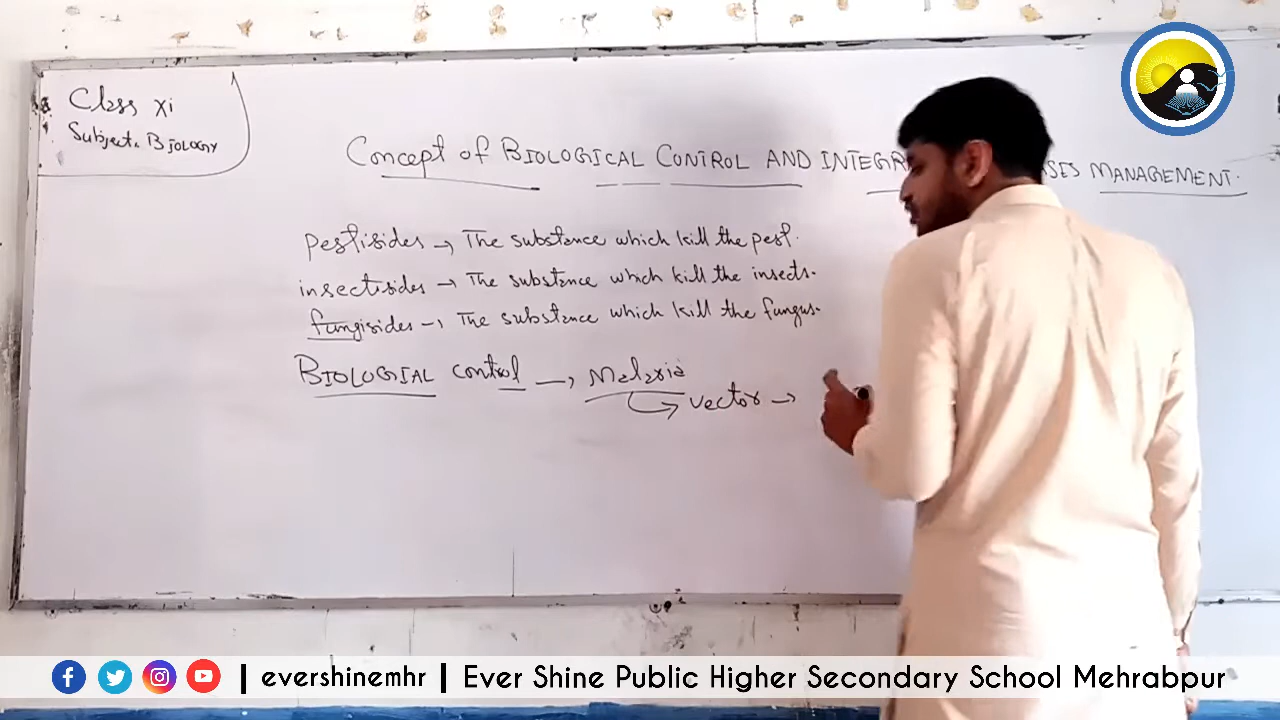 Class xi
Subject: BIOLOGY
Concept of BIOLOGICAL CONTROL AND INTEGR SIS MANAGEMENT.
Pestisides → The substance which kill the pest.
insectisides → The substance which kill the insects.
fungisides → The substance which kill the fungus.
BIOLOGIAL control → Malaria
vector →
| evershinemhr | Ever Shine Public Higher Secondary School Mehrabpur